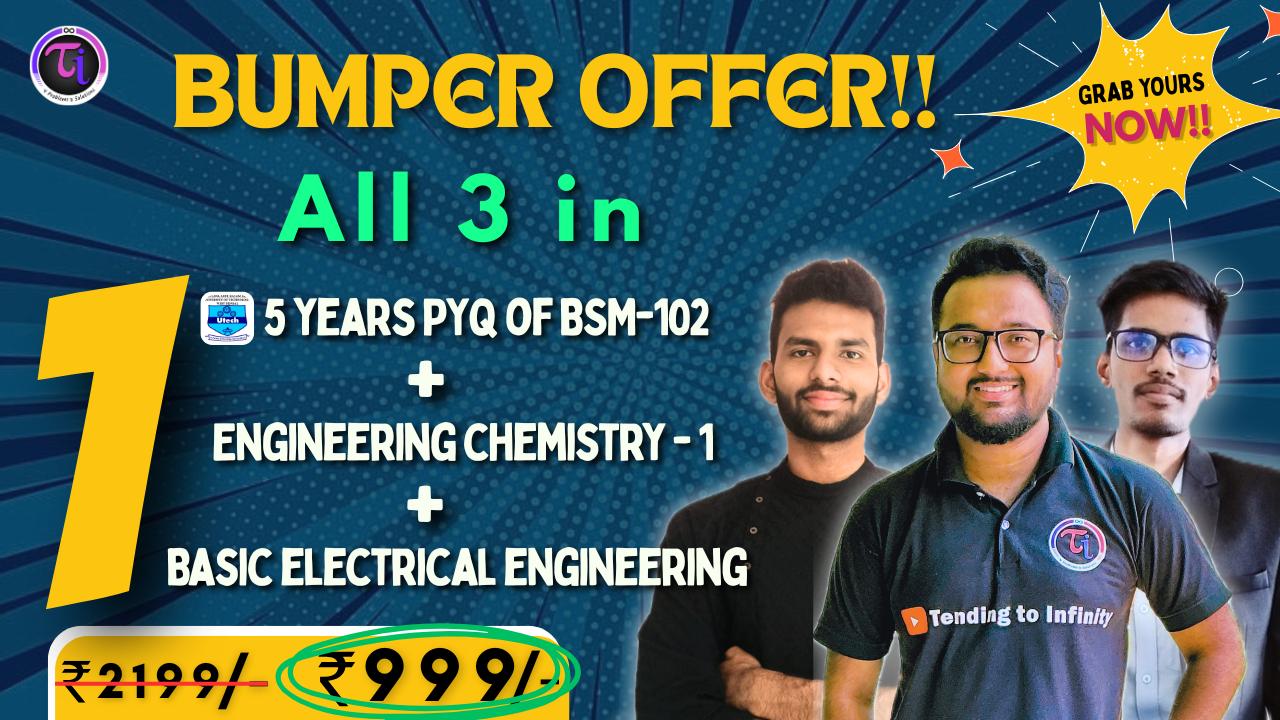 BUMPER OFFER!!
GRAB YOURS
NOW!!
All 3 in
1
Utech
5 YEARS PYQ OF BSM-102
+
ENGINEERING CHEMISTRY - 1
+
BASIC ELECTRICAL ENGINEERING
₹2199/-
₹999/-
Tending to Infinity